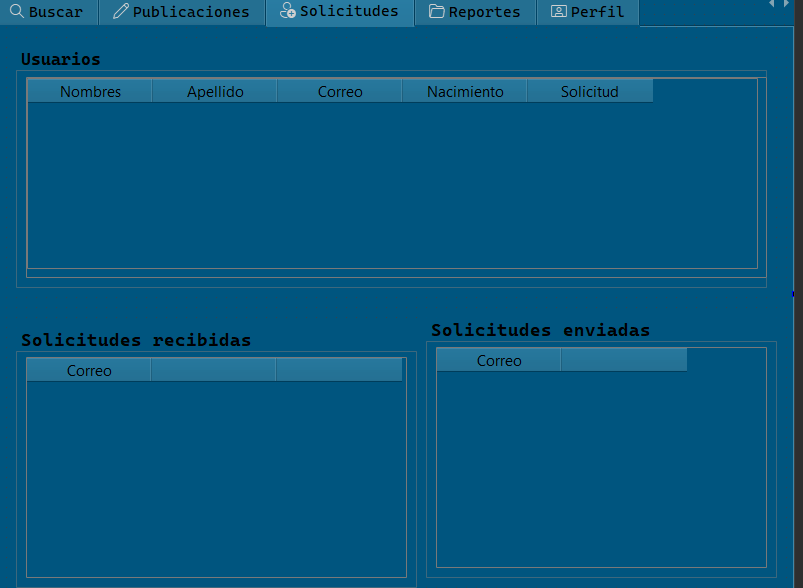 Buscar Publicaciones Solicitudes Reportes Perfil
Usuarios
Nombres Apellido Correo Nacimiento Solicitud
Solicitudes recibidas
Correo
Solicitudes enviadas
Correo